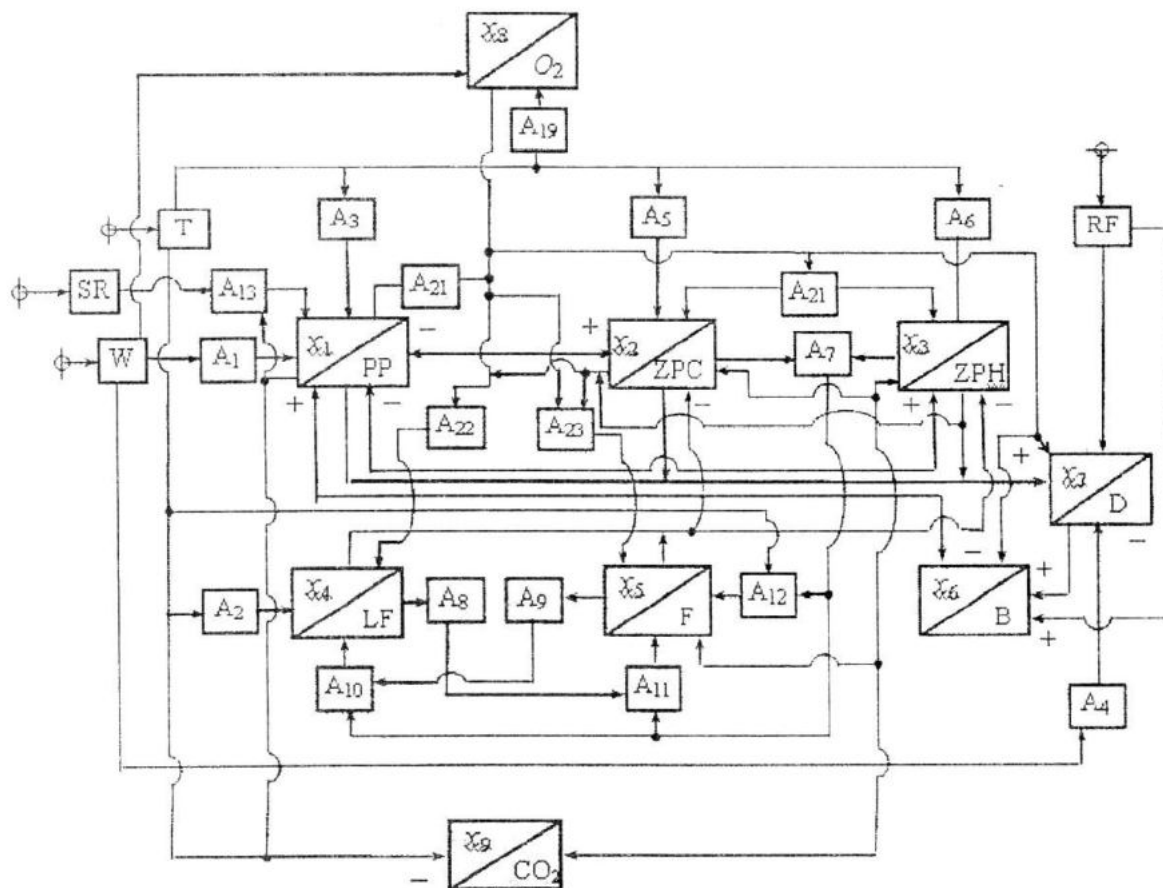 X8
O2
A19
T
A3
A5
A6
RF
SR
A13
A21
A21
W
A1
X1
PP
−
+
X2
ZPC
A7
X3
ZPH
+
−
−
+
−
A22
A23
+
X7
D
−
−
+
+
A2
X4
LF
A8
A9
X5
F
A12
X6
B
A10
A11
A4
X9
CO2
−